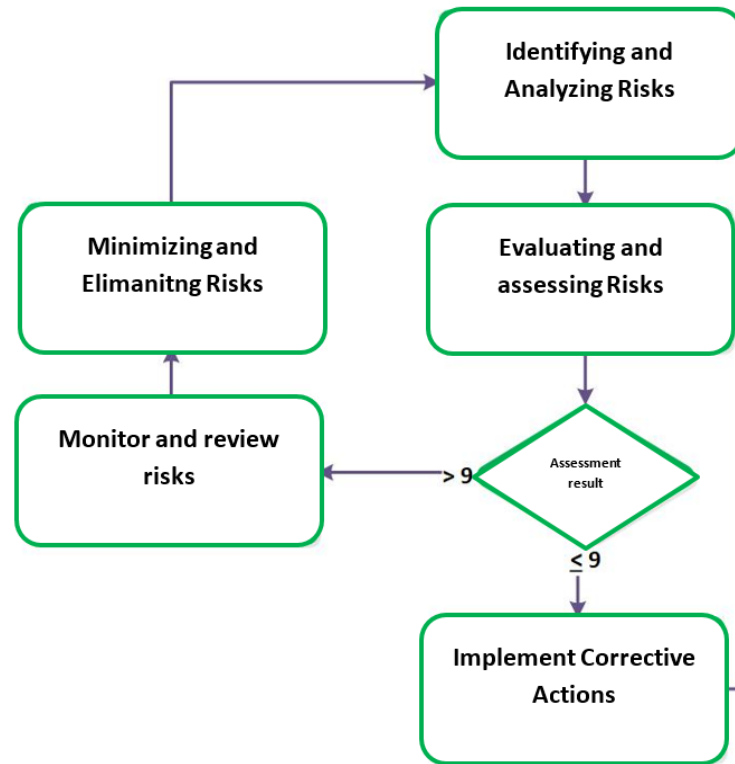 Identifying and
Analyzing Risks
Minimizing and
Elimanitng Risks
Evaluating and
assessing Risks
Monitor and review
risks
> 9
Assessment
result
≤ 9
Implement Corrective
Actions